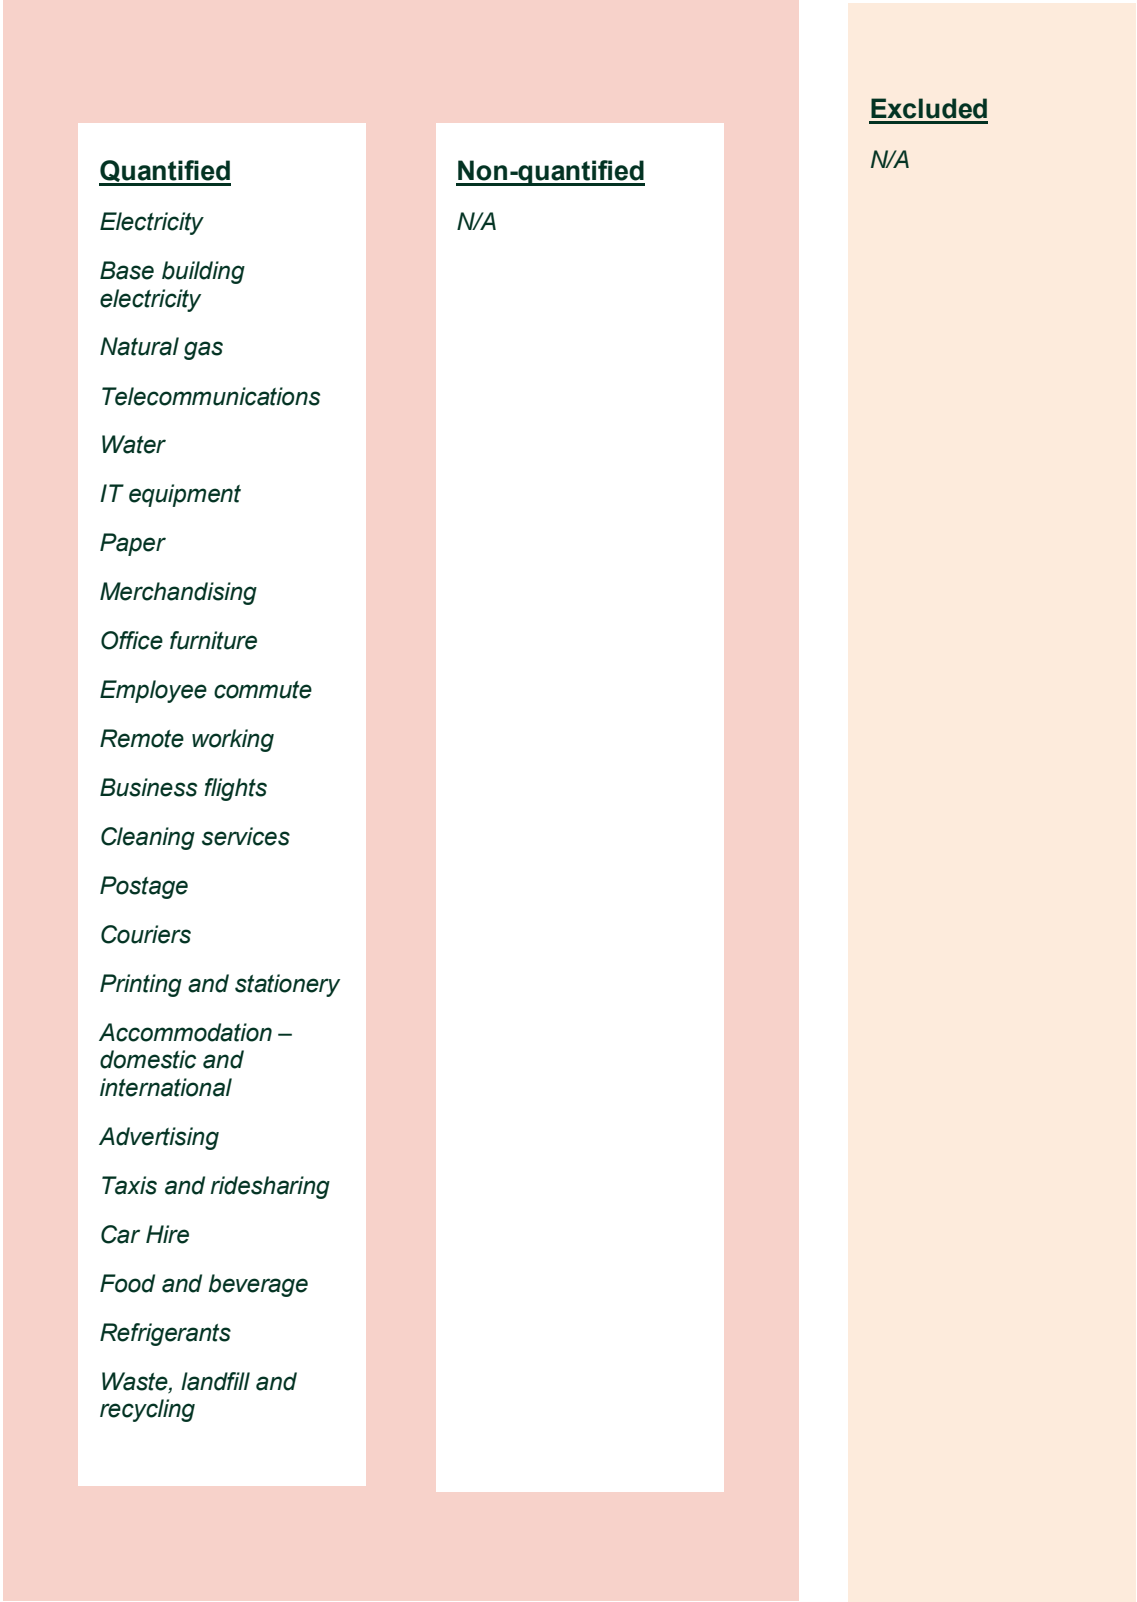 Quantified
Electricity
Base building
electricity
Natural gas
Telecommunications
Water
IT equipment
Paper
Merchandising
Office furniture
Employee commute
Remote working
Business flights
Cleaning services
Postage
Couriers
Printing and stationery
Accommodation –
domestic and
international
Advertising
Taxis and ridesharing
Car Hire
Food and beverage
Refrigerants
Waste, landfill and
recycling
Non-quantified
N/A
Excluded
N/A